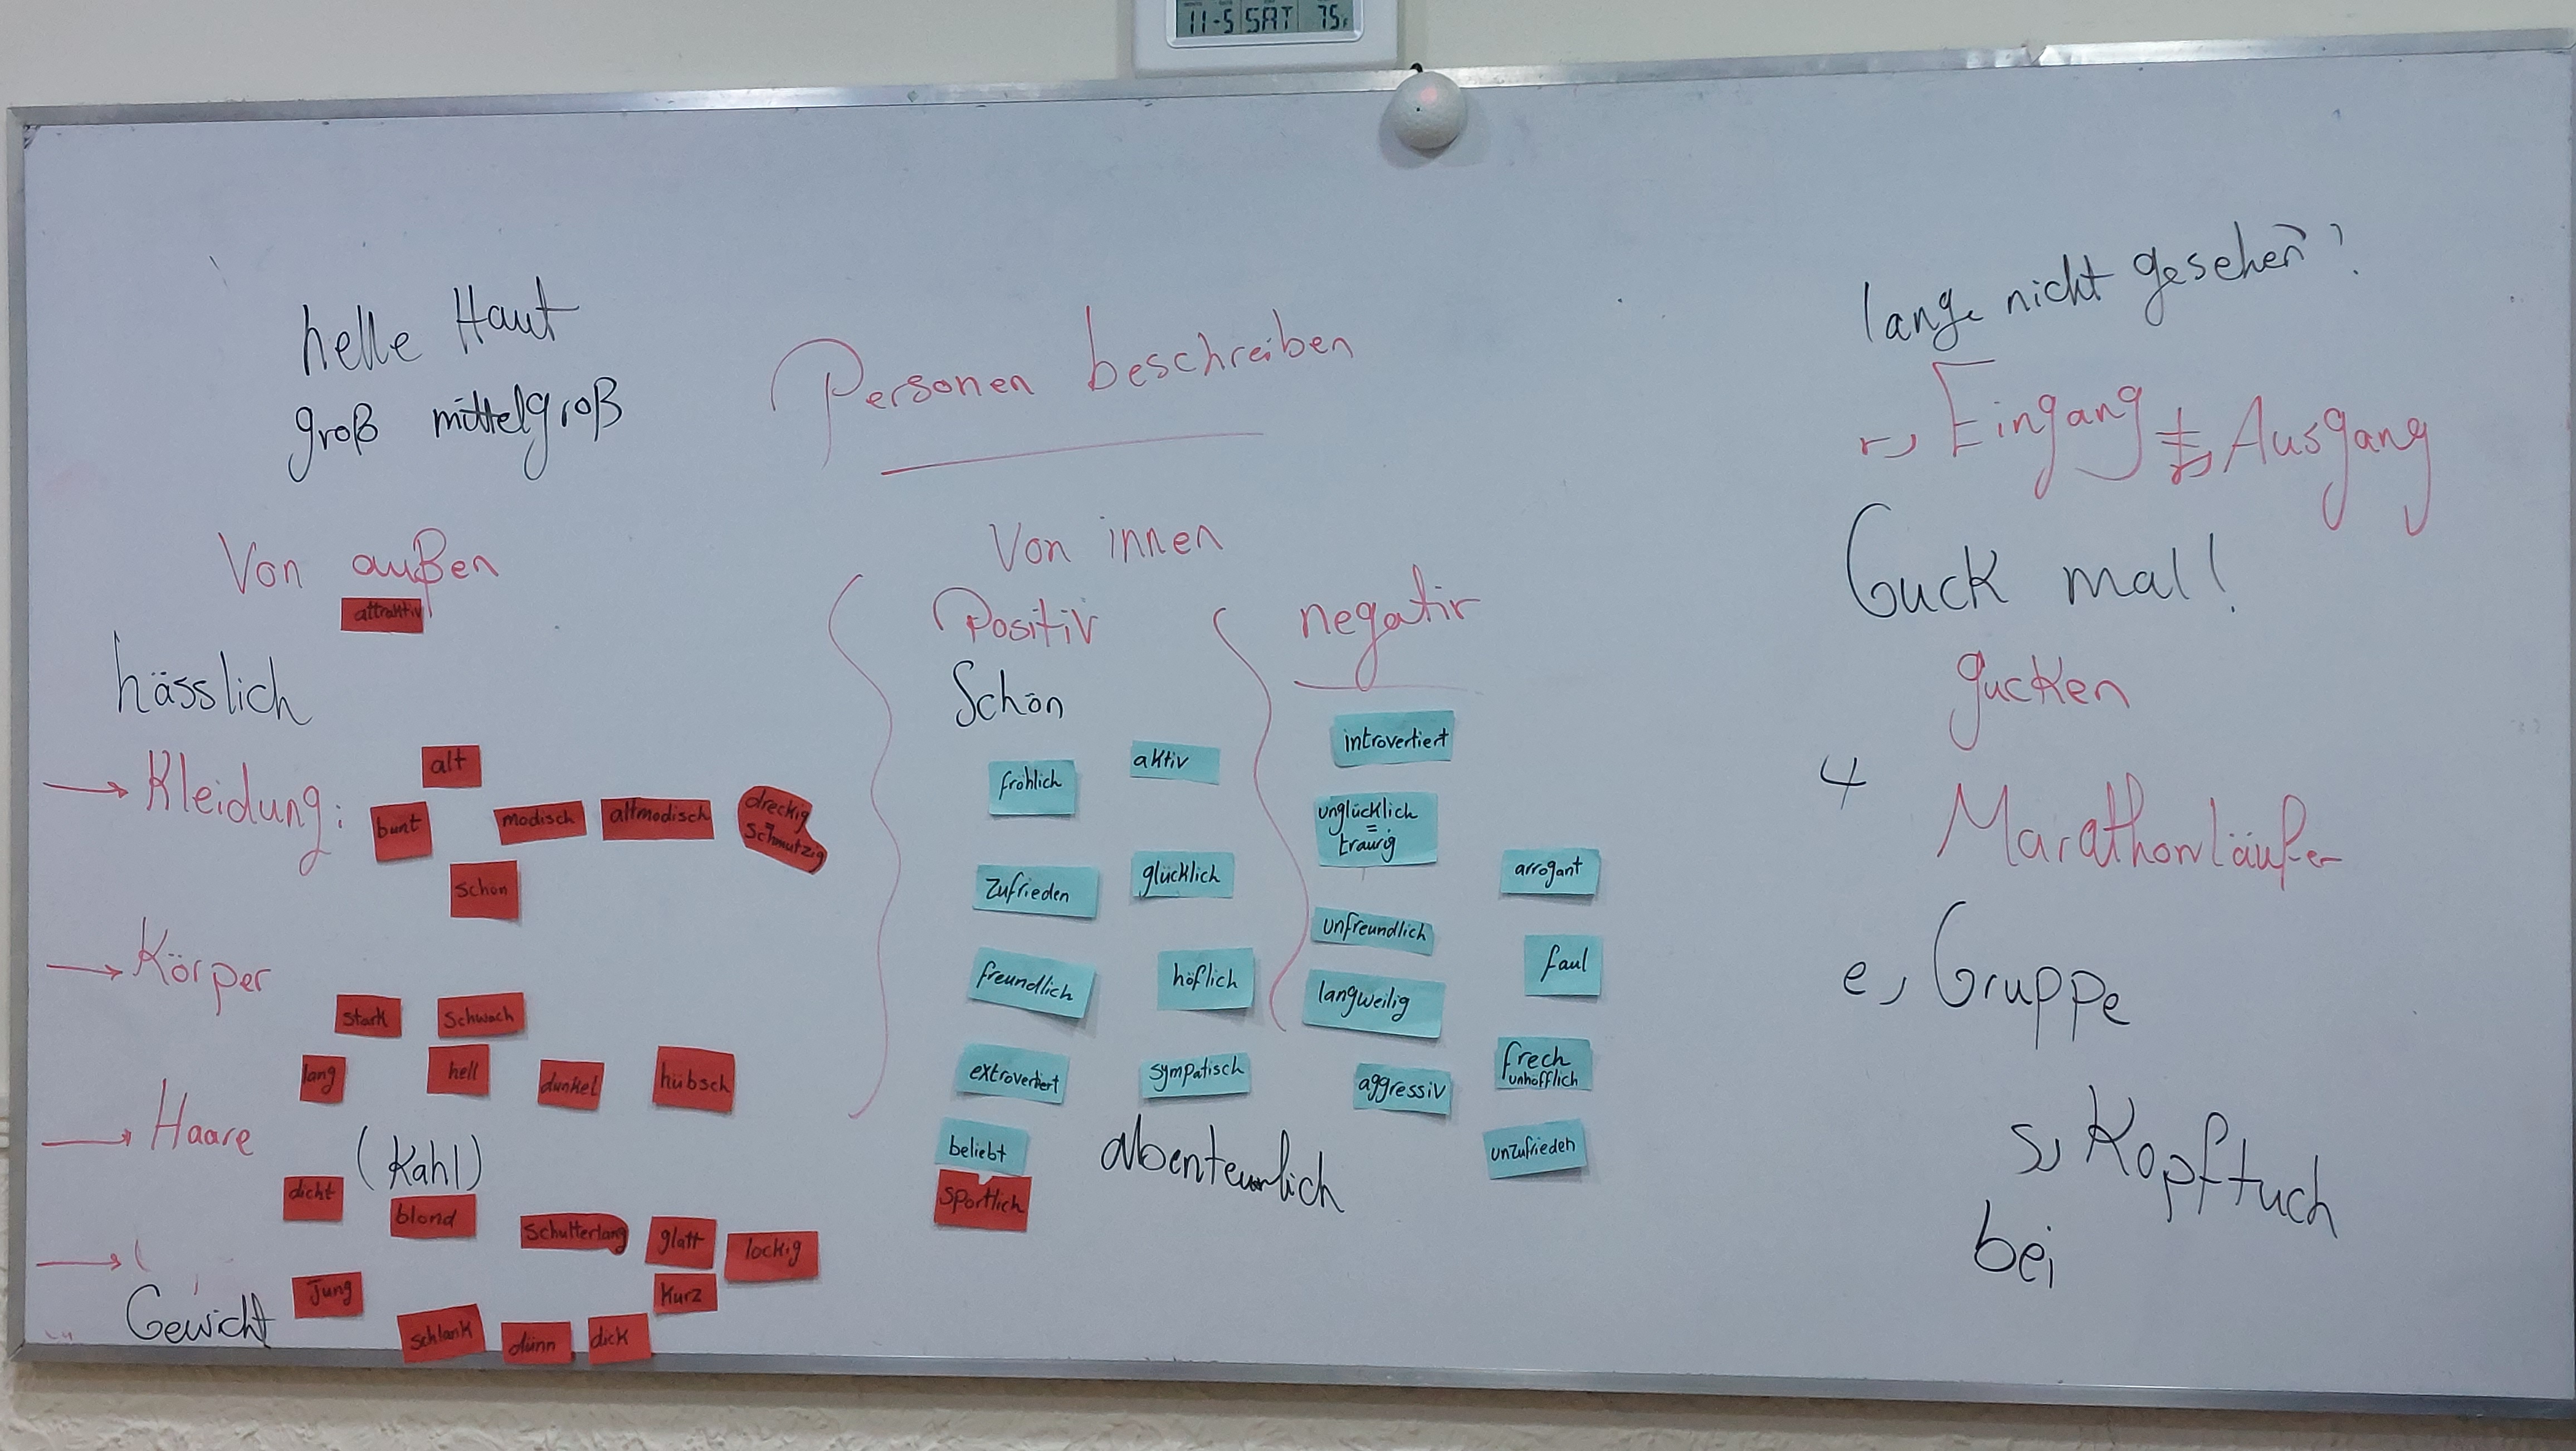 11-5 SAT 75F
helle Haut
groß mittelgroß
Personen beschreiben
Von außen
attraktiv
hässlich
Kleidung:
alt
bunt
modisch
altmodisch
dreckig
=
schmutzig
schön
Körper
stark
schwach
lang
hell
dunkel
hübsch
Haare
(Kahl)
dicht
blond
schulterlang
glatt
lockig
Kurz
Gewicht
Jung
schlank
dünn
dick
Von innen
Positiv
Schön
fröhlich
aktiv
zufrieden
glücklich
freundlich
höflich
extrovertiert
sympatisch
beliebt
abenteuerlich
sportlich
negativ
introvertiert
unglücklich
=
traurig
arrogant
unfreundlich
faul
langweilig
frech
unhöfflich
aggressiv
unzufrieden
lange nicht gesehen?
r, Eingang ≠ r, Ausgang
Guck mal!
gucken
4
Marathonläufer
e, Gruppe
s, Kopftuch
bei